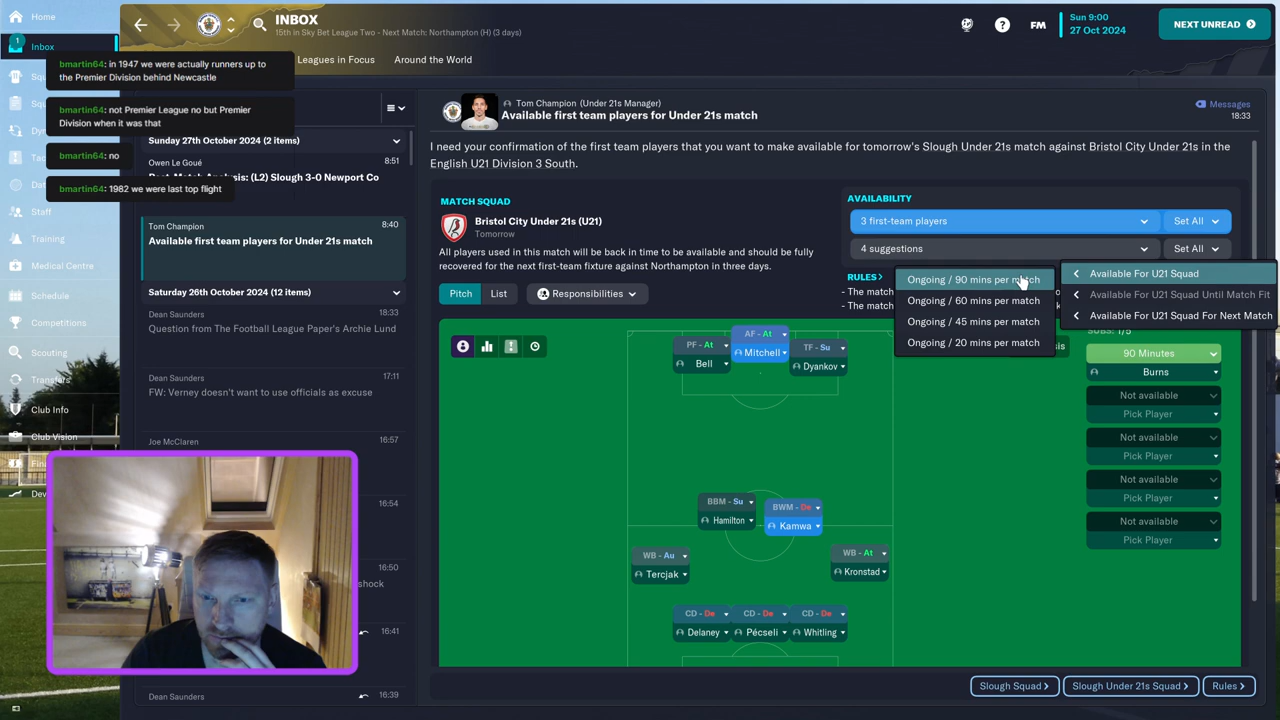 Home
INBOX
15th in Sky Bet League Two - Next Match: Northampton (H) (3 days)
FM
Sun 9:00
27 Oct 2024
NEXT UNREAD
1
Inbox
bmartin64: in 1947 we were actually runners up to
the Premier Division behind Newcastle
bmartin64: not Premier League no but Premier
Division when it was that
bmartin64: no
bmartin64: 1982 we were last top flight
Leagues in Focus
Around the World
Staff
Training
Medical Centre
Schedule
Competitions
Scouting
Transfers
Club Info
Club Vision
Sunday 27th October 2024 (2 items)
Owen Le Goué
8:51
Post-Match Analysis: (L2) Slough 3-0 Newport Co
Tom Champion
8:40
Available first team players for Under 21s match
Saturday 26th October 2024 (12 items)
Dean Saunders
18:33
Question from The Football League Paper's Archie Lund
Dean Saunders
17:11
FW: Verney doesn't want to use officials as excuse
Joe McClaren
16:57
16:54
16:50
shock
16:41
Dean Saunders
16:39
Tom Champion (Under 21s Manager)
Available first team players for Under 21s match
Messages
18:33
I need your confirmation of the first team players that you want to make available for tomorrow's Slough Under 21s match against Bristol City Under 21s in the
English U21 Division 3 South.
MATCH SQUAD
Bristol City Under 21s (U21)
Tomorrow
All players used in this match will be back in time to be available and should be fully
recovered for the next first-team fixture against Northampton in three days.
Pitch
List
Responsibilities
AVAILABILITY
3 first-team players
Set All
4 suggestions
Set All
RULES
- The match
Ongoing / 90 mins per match
Ongoing / 60 mins per match
Ongoing / 45 mins per match
Ongoing / 20 mins per match
Available For U21 Squad
Available For U21 Squad Until Match Fit
Available For U21 Squad For Next Match
SUBS: 1/5
90 Minutes
Burns
Not available
Pick Player
Not available
Pick Player
Not available
Pick Player
Not available
Pick Player
PF - At
Bell
AF - At
Mitchell
TF - Su
Dyankov
BBM - Su
Hamilton
BWM - De
Kamwa
WB - Au
Tercjak
WB - At
Kronstad
CD - De
Delaney
CD - De
Pécseli
CD - De
Whitling
Slough Squad
Slough Under 21s Squad
Rules